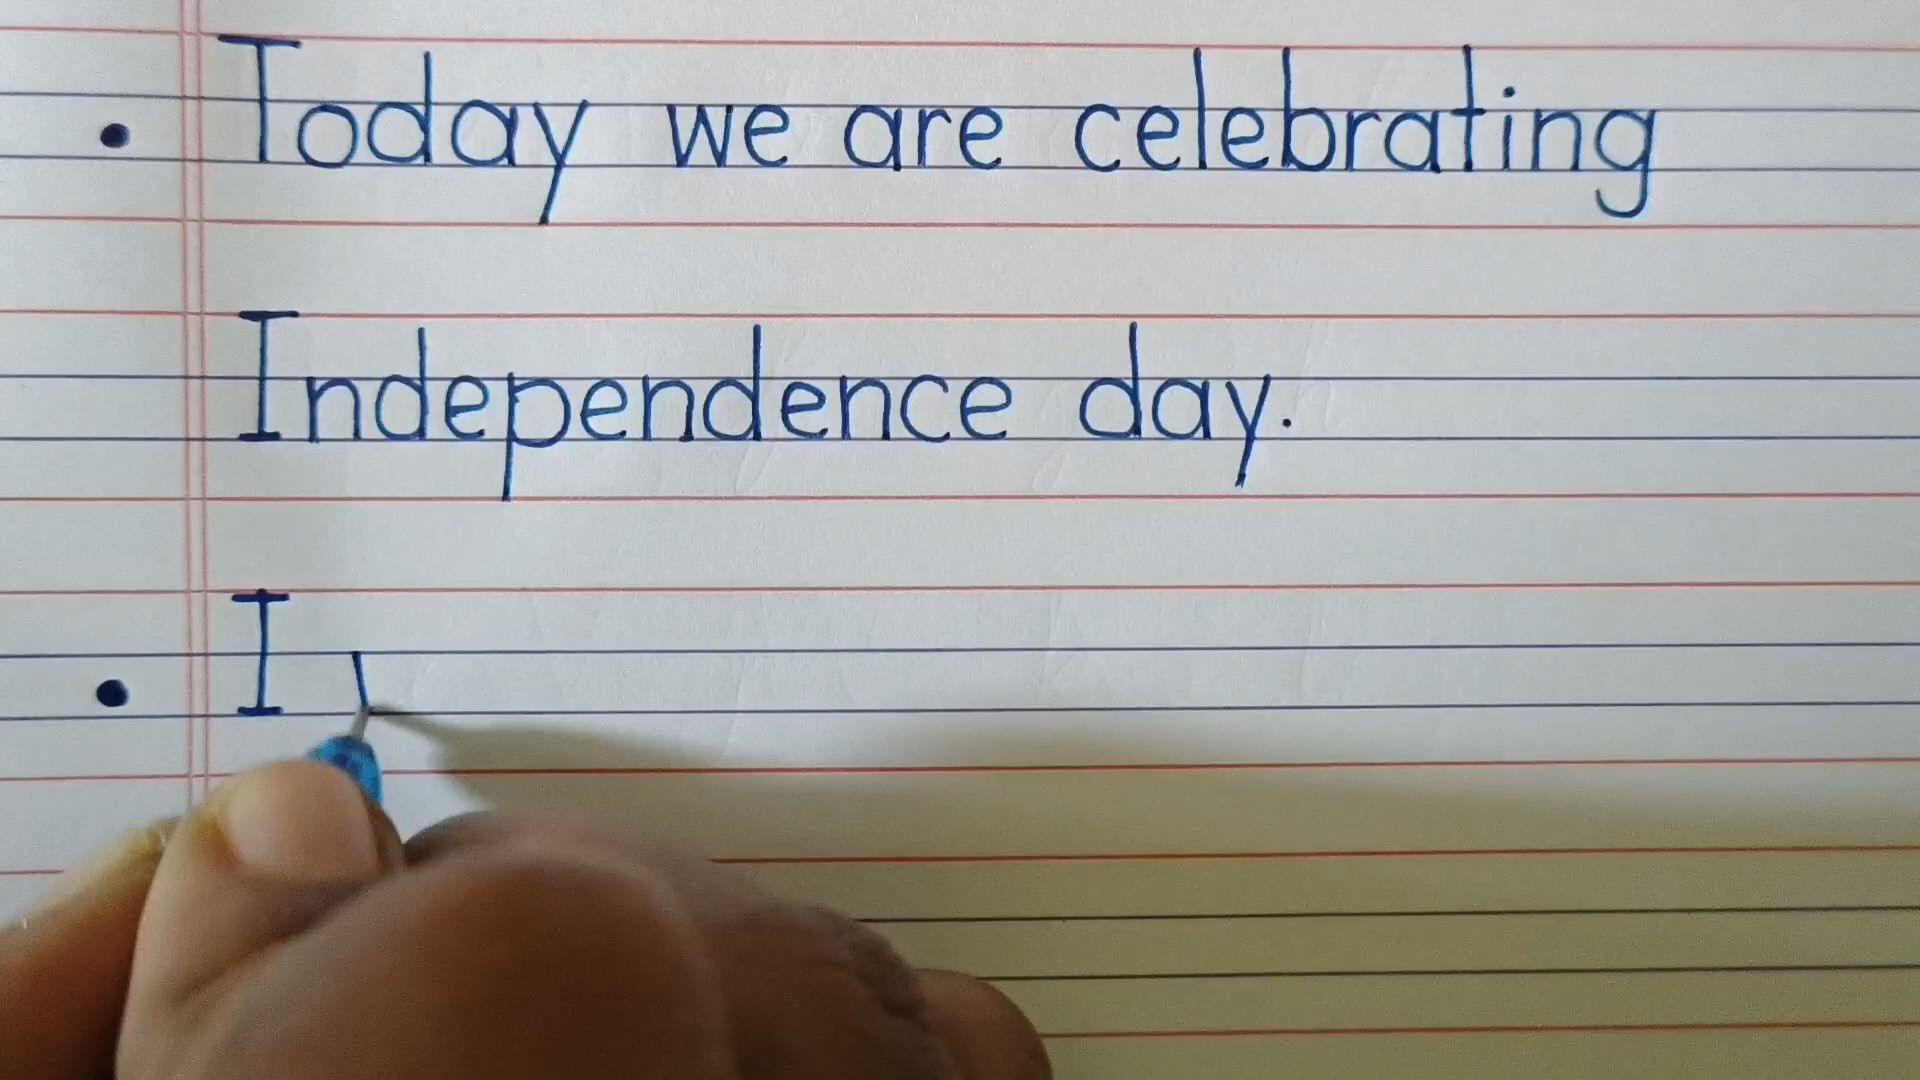 • Today we are celebrating
Independence day.
• I